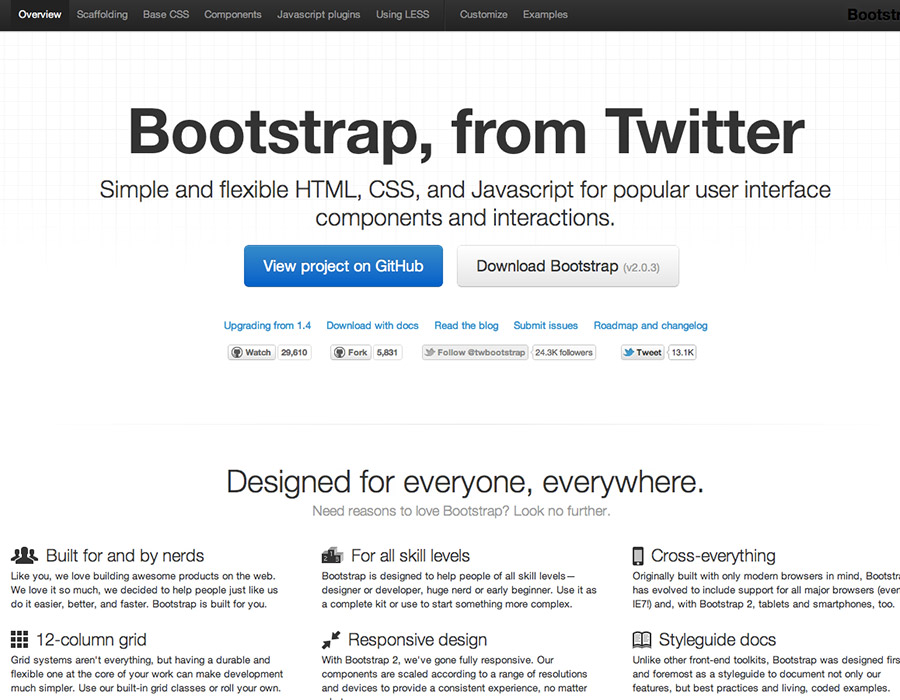 Overview Scaffolding Base CSS Components Javascript plugins Using LESS Customize Examples
Bootstrap, from Twitter
Simple and flexible HTML, CSS, and Javascript for popular user interface
components and interactions.
View project on GitHub Download Bootstrap (v2.0.3)
Upgrading from 1.4 Download with docs Read the blog Submit issues Roadmap and changelog
Watch 29,610 Fork 5,831 Follow @twbootstrap 24.3K followers Tweet 13.1K
Designed for everyone, everywhere.
Need reasons to love Bootstrap? Look no further.
Built for and by nerds
Like you, we love building awesome products on the web.
We love it so much, we decided to help people just like us
do it easier, better, and faster. Bootstrap is built for you.
For all skill levels
Bootstrap is designed to help people of all skill levels—
designer or developer, huge nerd or early beginner. Use it as
a complete kit or use to start something more complex.
Cross-everything
Originally built with only modern browsers in mind, Bootstra
has evolved to include support for all major browsers (even
IE7!) and, with Bootstrap 2, tablets and smartphones, too.
12-column grid
Grid systems aren't everything, but having a durable and
flexible one at the core of your work can make development
much simpler. Use our built-in grid classes or roll your own.
Responsive design
With Bootstrap 2, we've gone fully responsive. Our
components are scaled according to a range of resolutions
and devices to provide a consistent experience, no matter
Styleguide docs
Unlike other front-end toolkits, Bootstrap was designed firs
and foremost as a styleguide to document not only our
features, but best practices and living, coded examples.